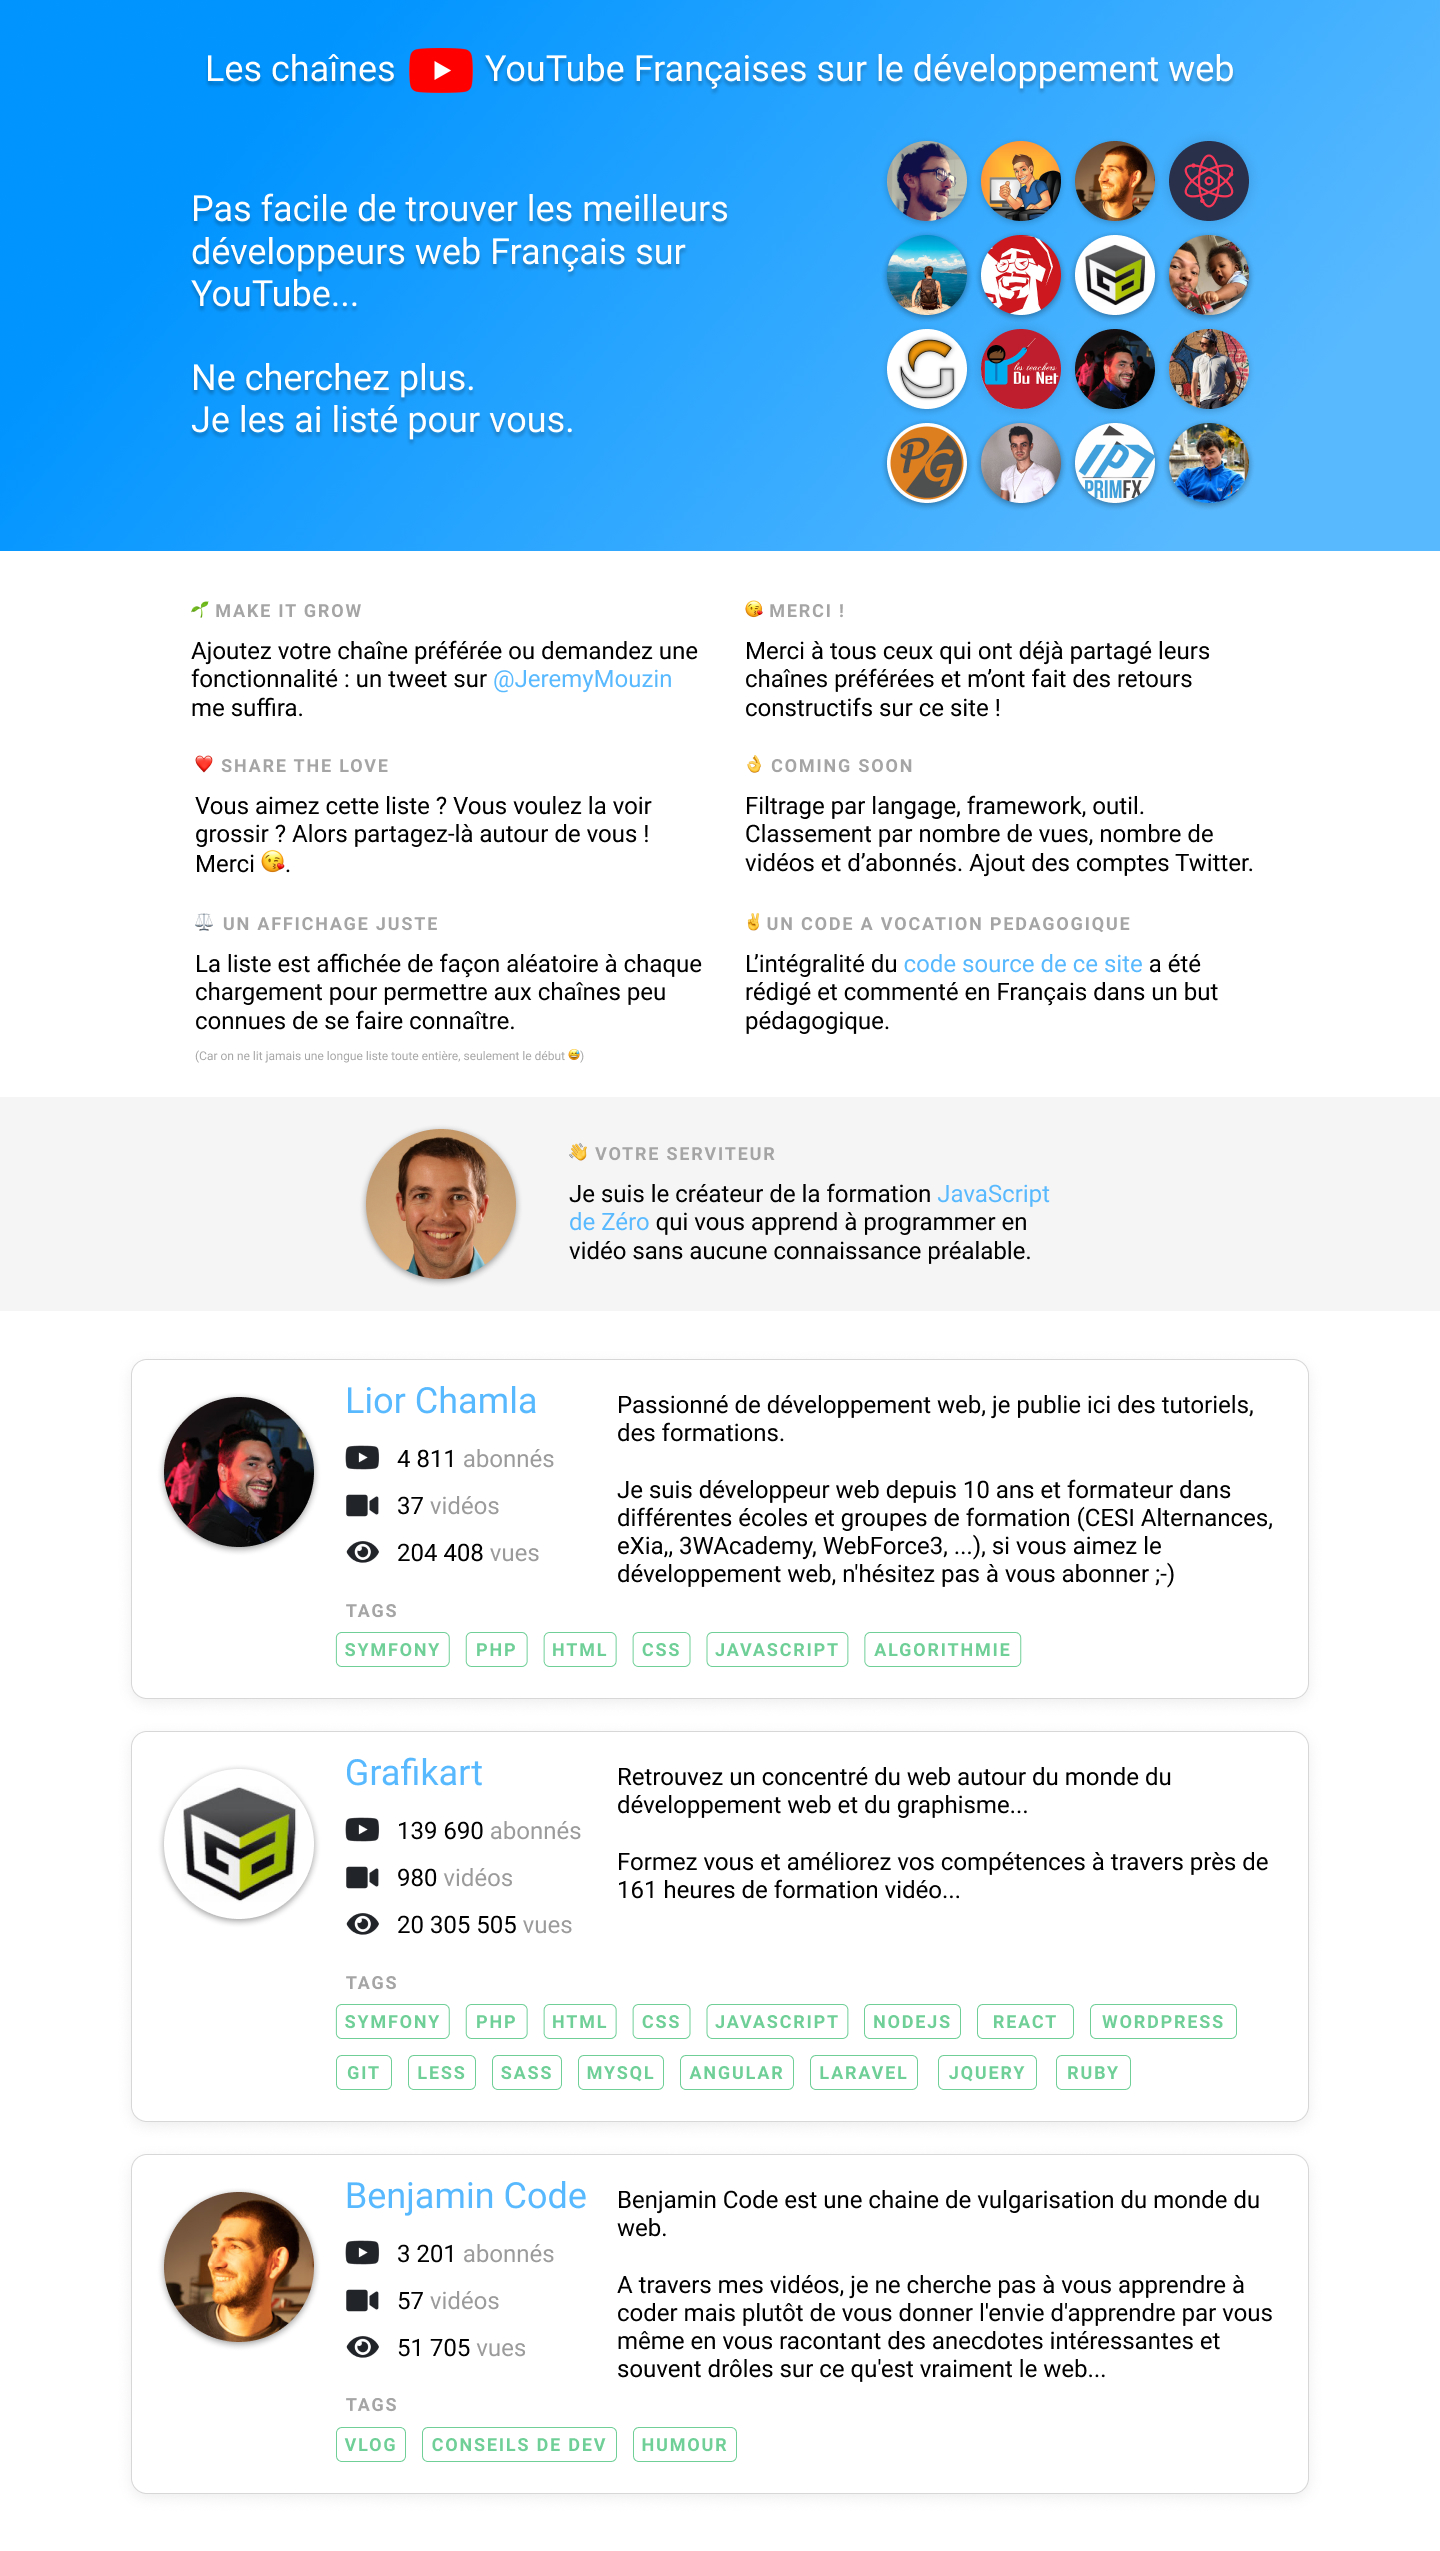 Les chaînes YouTube Françaises sur le développement web
Pas facile de trouver les meilleurs
développeurs web Français sur
YouTube...
Ne cherchez plus.
Je les ai listé pour vous.
les teachers
Du Net
PG
PRIMFX
MAKE IT GROW
Ajoutez votre chaîne préférée ou demandez une
fonctionnalité : un tweet sur @JeremyMouzin
me suffira.
MERCI !
Merci à tous ceux qui ont déjà partagé leurs
chaînes préférées et m’ont fait des retours
constructifs sur ce site !
SHARE THE LOVE
Vous aimez cette liste ? Vous voulez la voir
grossir ? Alors partagez-là autour de vous !
Merci 😘.
COMING SOON
Filtrage par langage, framework, outil.
Classement par nombre de vues, nombre de
vidéos et d’abonnés. Ajout des comptes Twitter.
UN AFFICHAGE JUSTE
La liste est affichée de façon aléatoire à chaque
chargement pour permettre aux chaînes peu
connues de se faire connaître.
(Car on ne lit jamais une longue liste toute entière, seulement le début 😅)
UN CODE A VOCATION PEDAGOGIQUE
L’intégralité du code source de ce site a été
rédigé et commenté en Français dans un but
pédagogique.
VOTRE SERVITEUR
Je suis le créateur de la formation JavaScript
de Zéro qui vous apprend à programmer en
vidéo sans aucune connaissance préalable.
Lior Chamla
4 811 abonnés
37 vidéos
204 408 vues
Passionné de développement web, je publie ici des tutoriels,
des formations.
Je suis développeur web depuis 10 ans et formateur dans
différentes écoles et groupes de formation (CESI Alternances,
eXia,, 3WAcademy, WebForce3, ...), si vous aimez le
développement web, n'hésitez pas à vous abonner ;-)
TAGS
SYMFONY PHP HTML CSS JAVASCRIPT ALGORITHMIE
Grafikart
139 690 abonnés
980 vidéos
20 305 505 vues
Retrouvez un concentré du web autour du monde du
développement web et du graphisme...
Formez vous et améliorez vos compétences à travers près de
161 heures de formation vidéo...
TAGS
SYMFONY PHP HTML CSS JAVASCRIPT NODEJS REACT WORDPRESS
GIT LESS SASS MYSQL ANGULAR LARAVEL JQUERY RUBY
Benjamin Code
3 201 abonnés
57 vidéos
51 705 vues
Benjamin Code est une chaine de vulgarisation du monde du
web.
A travers mes vidéos, je ne cherche pas à vous apprendre à
coder mais plutôt de vous donner l'envie d'apprendre par vous
même en vous racontant des anecdotes intéressantes et
souvent drôles sur ce qu'est vraiment le web...
TAGS
VLOG CONSEILS DE DEV HUMOUR